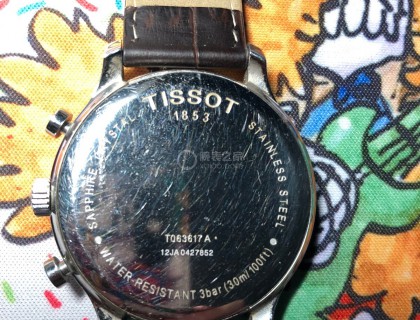 TISSOT
1853
SAPPHIRE CRYSTAL
STAINLESS STEEL
T063617A
12JA0427852
WATER-RESISTANT 3bar (30m/100ft)